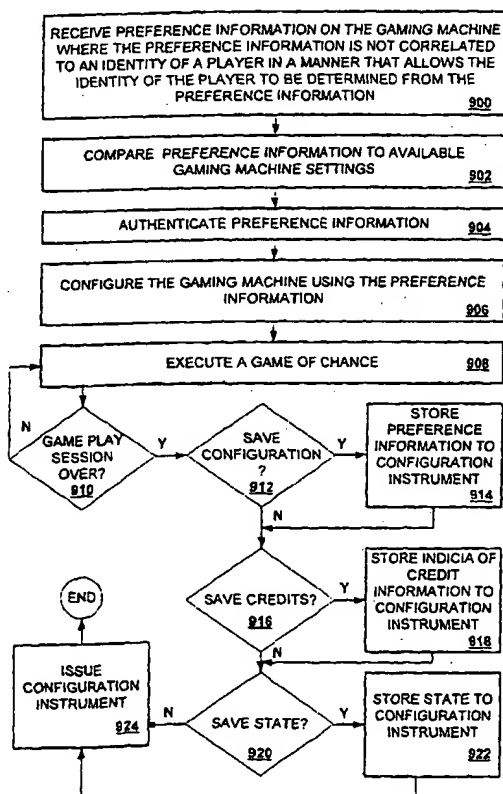 RECEIVE PREFERENCE INFORMATION ON THE GAMING MACHINE
WHERE THE PREFERENCE INFORMATION IS NOT CORRELATED
TO AN IDENTITY OF A PLAYER IN A MANNER THAT ALLOWS THE
IDENTITY OF THE PLAYER TO BE DETERMINED FROM THE
PREFERENCE INFORMATION
900
COMPARE PREFERENCE INFORMATION TO AVAILABLE
GAMING MACHINE SETTINGS
902
AUTHENTICATE PREFERENCE INFORMATION
904
CONFIGURE THE GAMING MACHINE USING THE PREFERENCE
INFORMATION
906
EXECUTE A GAME OF CHANCE
908
N
GAME PLAY
SESSION
OVER?
910
Y
SAVE
CONFIGURATION
?
912
Y
STORE
PREFERENCE
INFORMATION TO
CONFIGURATION
INSTRUMENT
914
N
SAVE CREDITS?
916
Y
STORE INDICIA OF
CREDIT
INFORMATION TO
CONFIGURATION
INSTRUMENT
918
N
END
ISSUE
CONFIGURATION
INSTRUMENT
924
N
SAVE STATE?
920
Y
STORE STATE TO
CONFIGURATION
INSTRUMENT
922